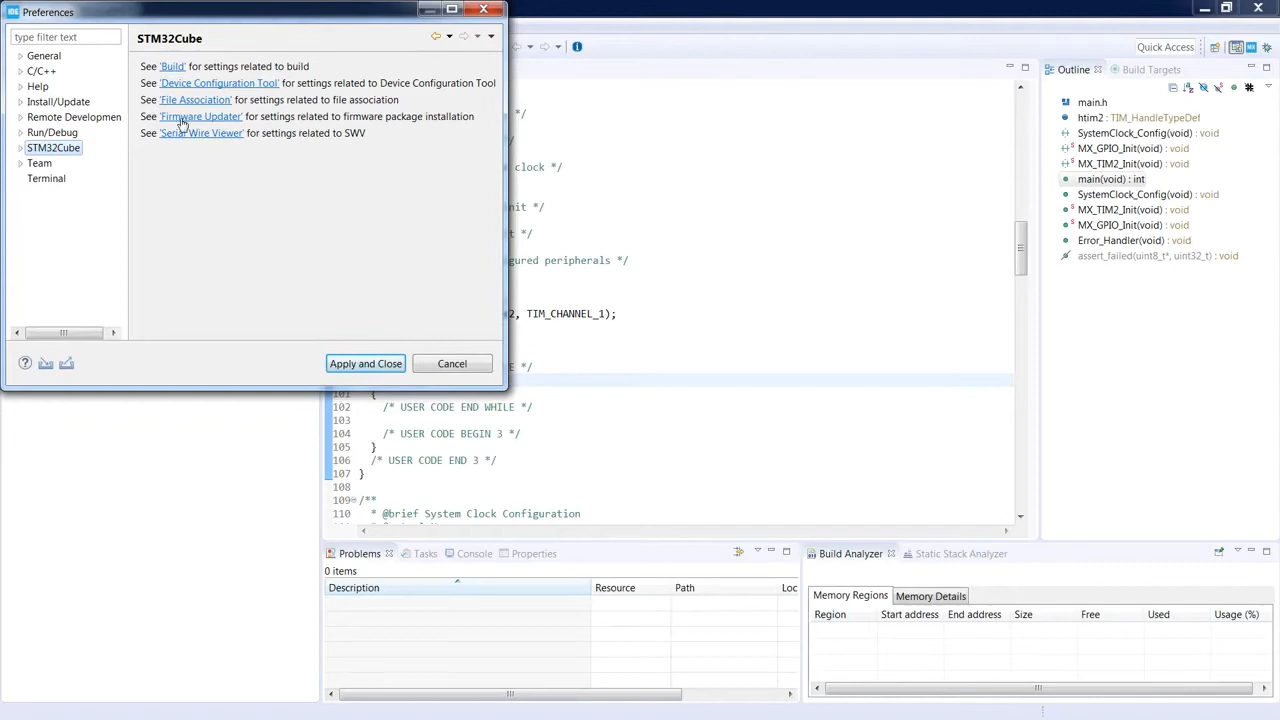 IDE Preferences
type filter text
General
C/C++
Help
Install/Update
Remote Developmen
Run/Debug
STM32Cube
Team
Terminal
STM32Cube
See 'Build' for settings related to build
See 'Device Configuration Tool' for settings related to Device Configuration Tool
See 'File Association' for settings related to file association
See 'Firmware Updater' for settings related to firmware package installation
See 'Serial Wire Viewer' for settings related to SWV
Apply and Close
Cancel
Quick Access
MX
*/
*/
clock */
nit */
t */
gured peripherals */
2, TIM_CHANNEL_1);
E */
101 {
102 /* USER CODE END WHILE */
103
104 /* USER CODE BEGIN 3 */
105 }
106 /* USER CODE END 3 */
107 }
108
109 /**
110 * @brief System Clock Configuration
Outline
Build Targets
main.h
htim2 : TIM_HandleTypeDef
SystemClock_Config(void) : void
MX_GPIO_Init(void) : void
MX_TIM2_Init(void) : void
main(void) : int
SystemClock_Config(void) : void
MX_TIM2_Init(void) : void
MX_GPIO_Init(void) : void
Error_Handler(void) : void
assert_failed(uint8_t*, uint32_t) : void
Problems
Tasks
Console
Properties
0 items
Description Resource Path Loc
Build Analyzer
Static Stack Analyzer
Memory Regions
Memory Details
Region Start address End address Size Free Used Usage (%)